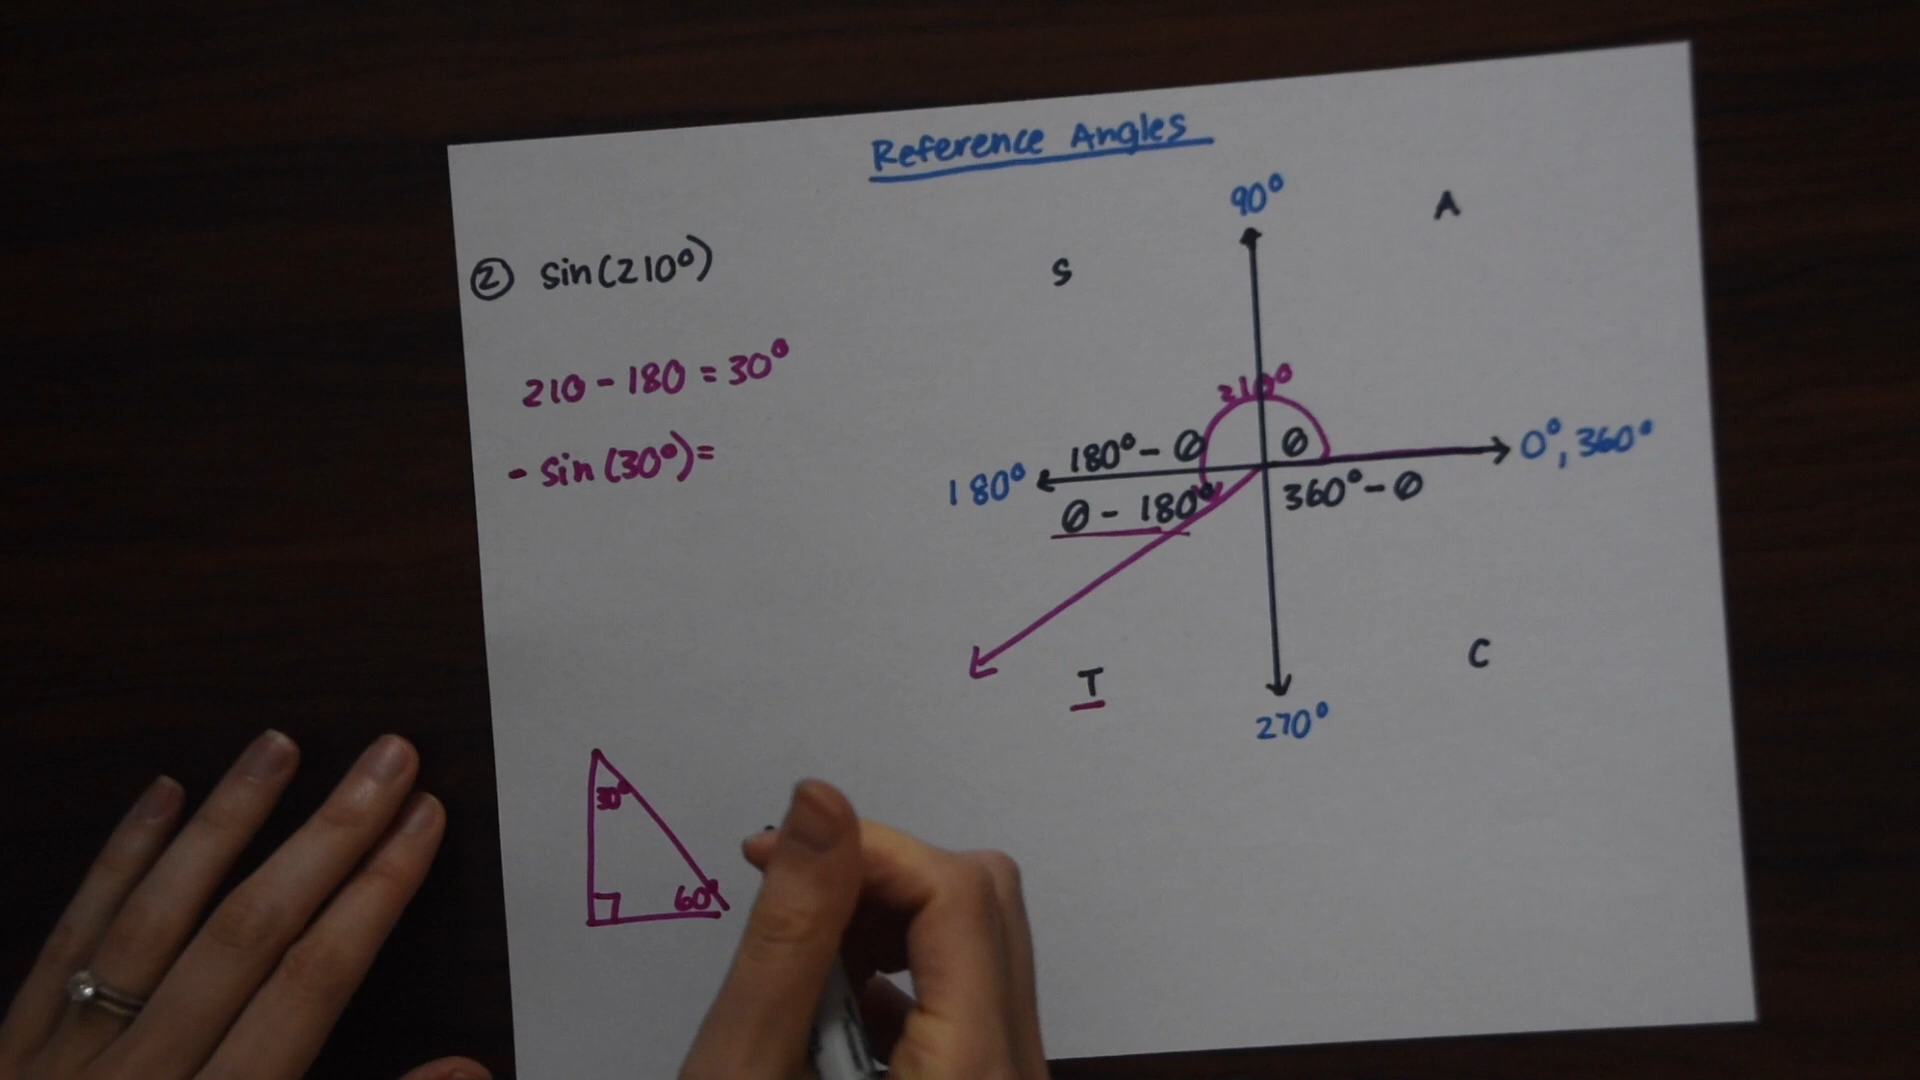 Reference Angles
② sin(210°)
210 - 180 = 30°
- sin(30°)=
90°
A
S
210°
180° - θ
θ
0°, 360°
180°
θ - 180°
360° - θ
T
C
270°
30°
60°